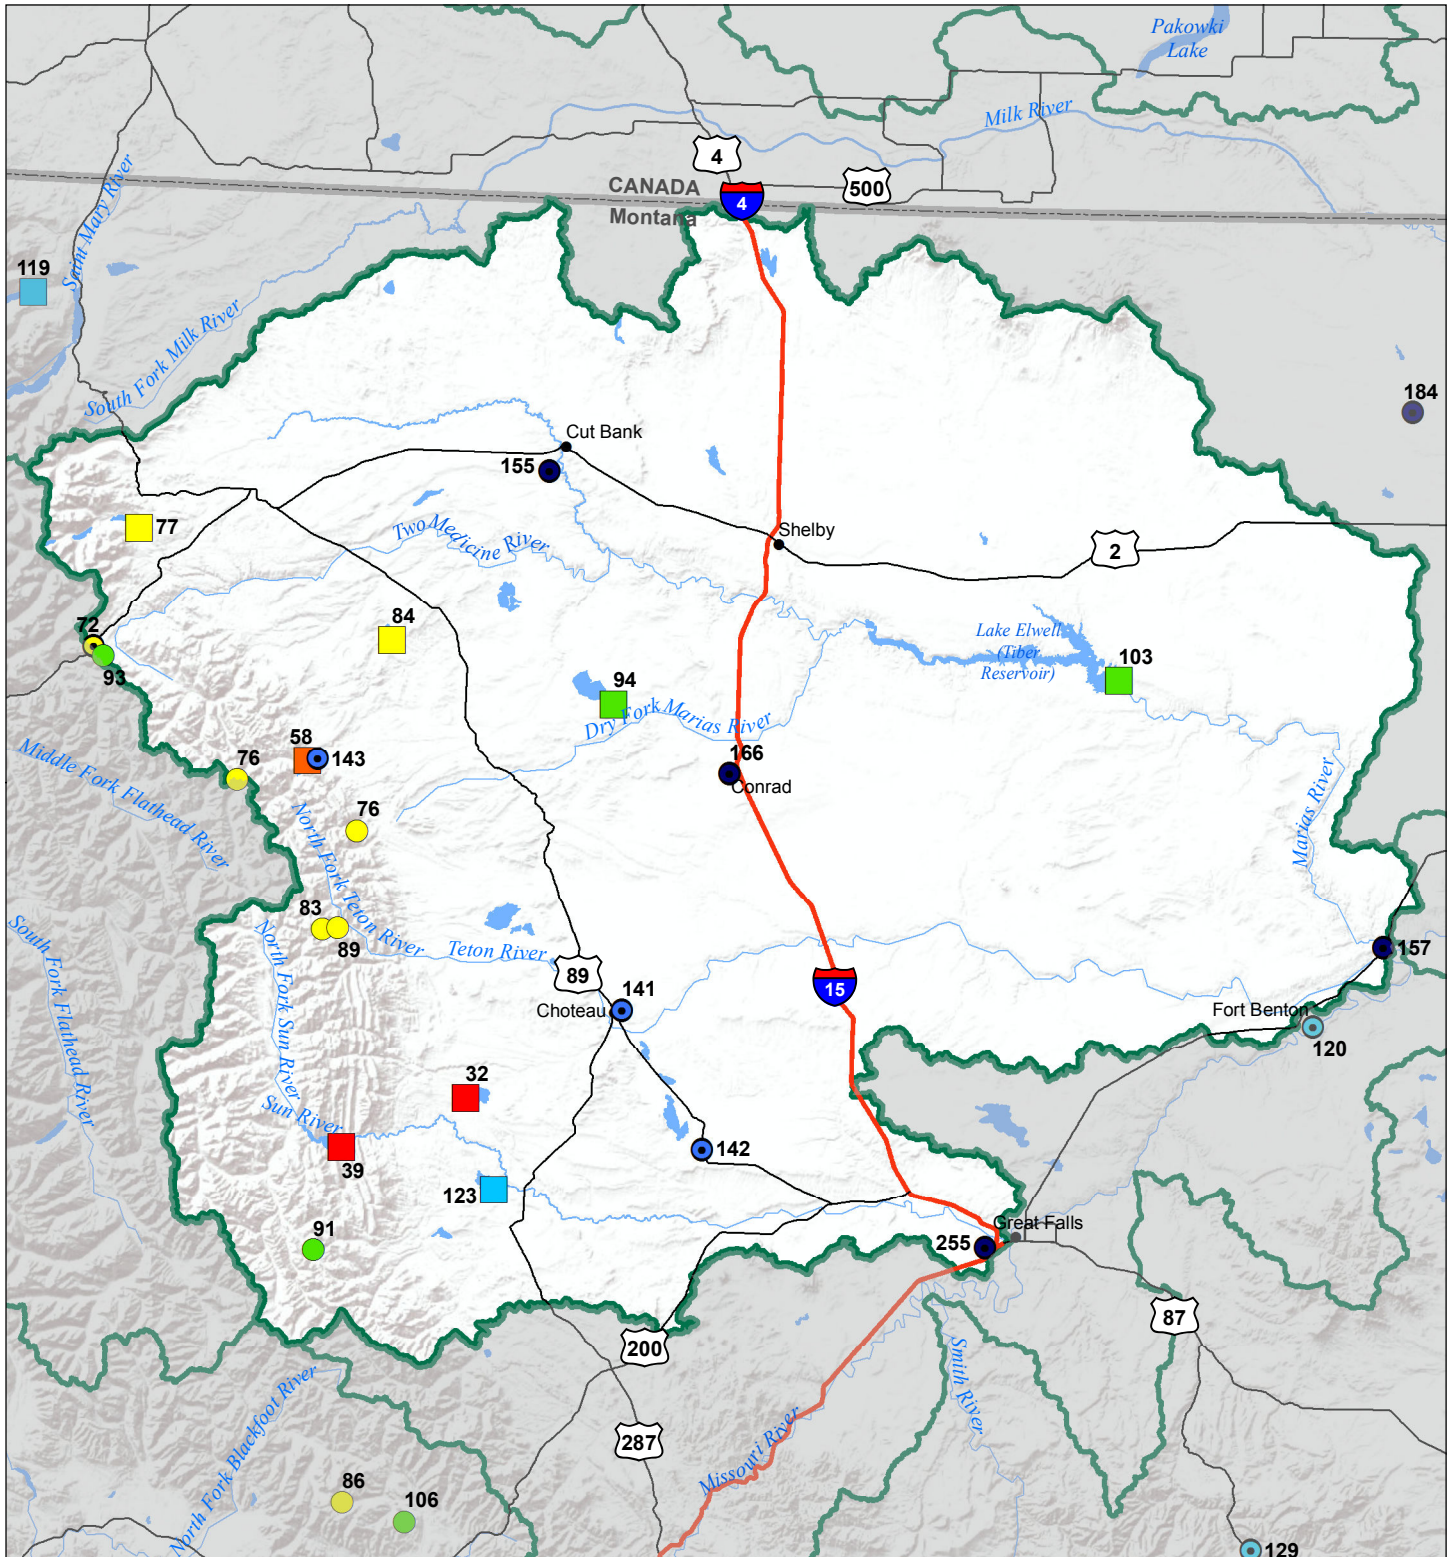 Pakowki
Lake
Milk River
4
500
CANADA
4
Montana
Saint Mary River
119
South Fork Milk River
184
Cut Bank
155
77
Two Medicine River
Shelby
2
84
72
93
Lake Elwell
(Tiber
Reservoir)
103
94
Dry Fork Marias River
58
143
76
166
Conrad
Middle Fork Flathead River
76
North Fork Teton River
Marias River
83
89
South Fork Flathead River
North Fork Sun River
Teton River
157
89
15
141
Choteau
Fort Benton
120
32
Sun River
39
142
123
91
Great Falls
255
87
200
Smith River
287
Missouri River
North Fork Blackfoot River
86
106
129